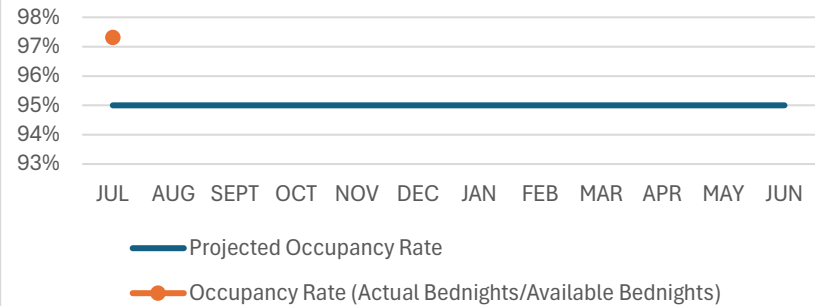 98%
97%
96%
95%
94%
93%
JUL AUG SEPT OCT NOV DEC JAN FEB MAR APR MAY JUN
Projected Occupancy Rate
Occupancy Rate (Actual Bednights/Available Bednights)